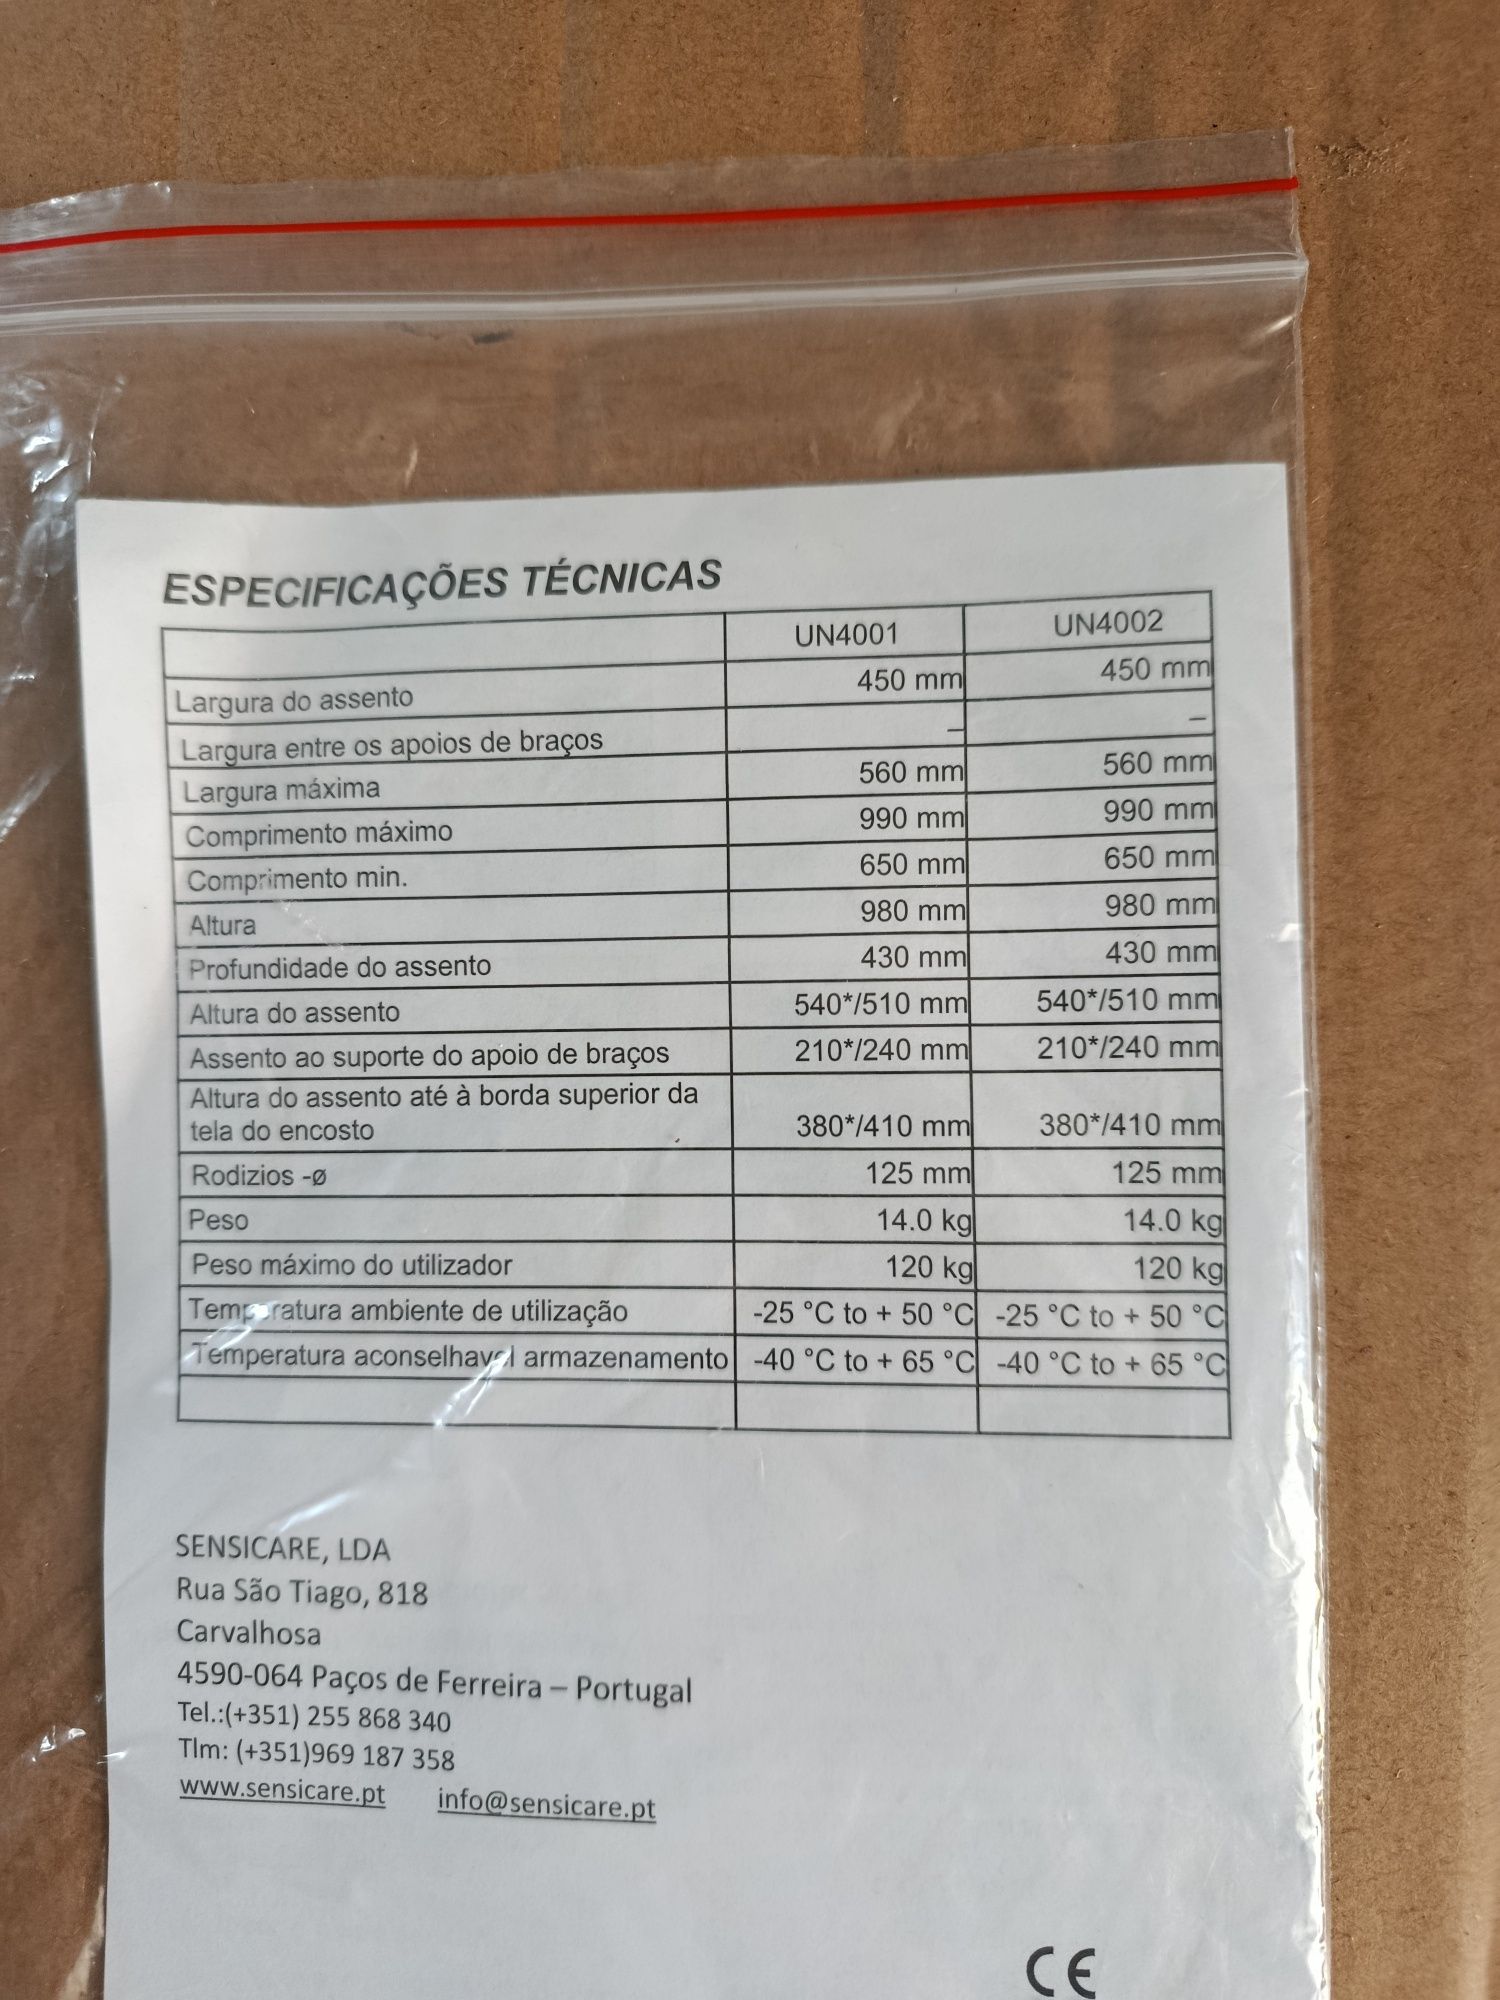 ESPECIFICAÇÕES TÉCNICAS
UN4001 UN4002
Largura do assento 450 mm 450 mm
Largura entre os apoios de braços – –
Largura máxima 560 mm 560 mm
Comprimento máximo 990 mm 990 mm
Comprimento min. 650 mm 650 mm
Altura 980 mm 980 mm
Profundidade do assento 430 mm 430 mm
Altura do assento 540*/510 mm 540*/510 mm
Assento ao suporte do apoio de braços 210*/240 mm 210*/240 mm
Altura do assento até à borda superior da
tela do encosto 380*/410 mm 380*/410 mm
Rodizios -ø 125 mm 125 mm
Peso 14.0 kg 14.0 kg
Peso máximo do utilizador 120 kg 120 kg
Temperatura ambiente de utilização -25 °C to + 50 °C -25 °C to + 50 °C
Temperatura aconselhavel armazenamento -40 °C to + 65 °C -40 °C to + 65 °C
SENSICARE, LDA
Rua São Tiago, 818
Carvalhosa
4590-064 Paços de Ferreira – Portugal
Tel.:(+351) 255 868 340
Tlm: (+351)969 187 358
www.sensicare.pt info@sensicare.pt
CE